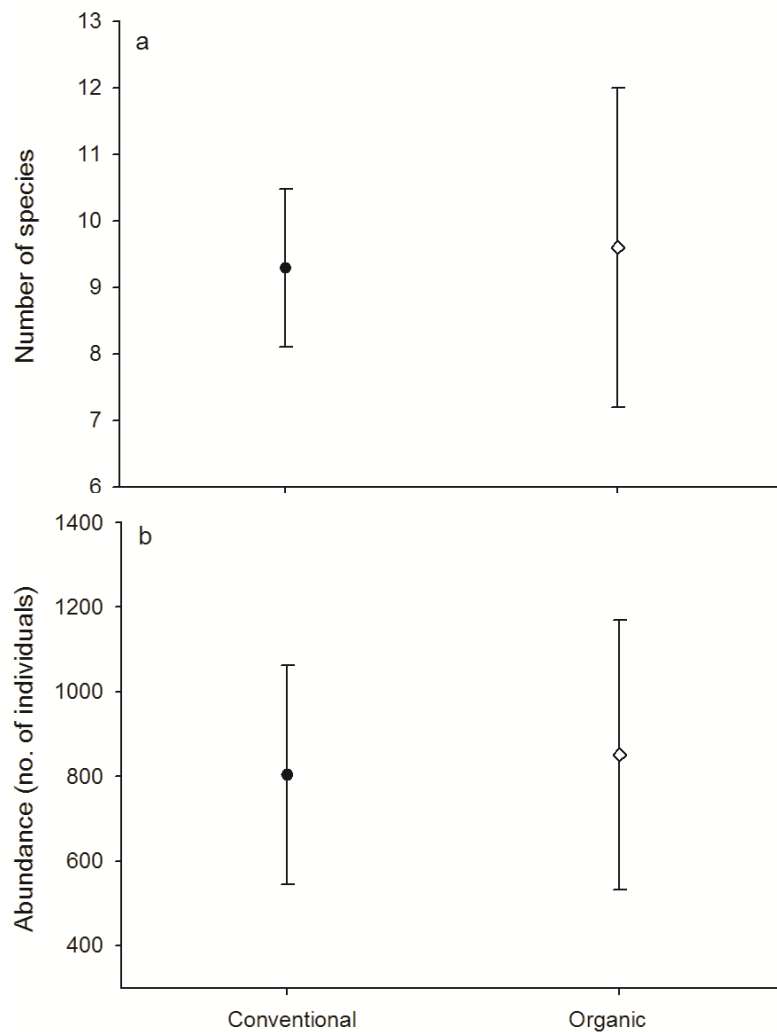 a
Number of species
13
12
11
10
9
8
7
6
b
Abundance (no. of individuals)
1400
1200
1000
800
600
400
Conventional Organic